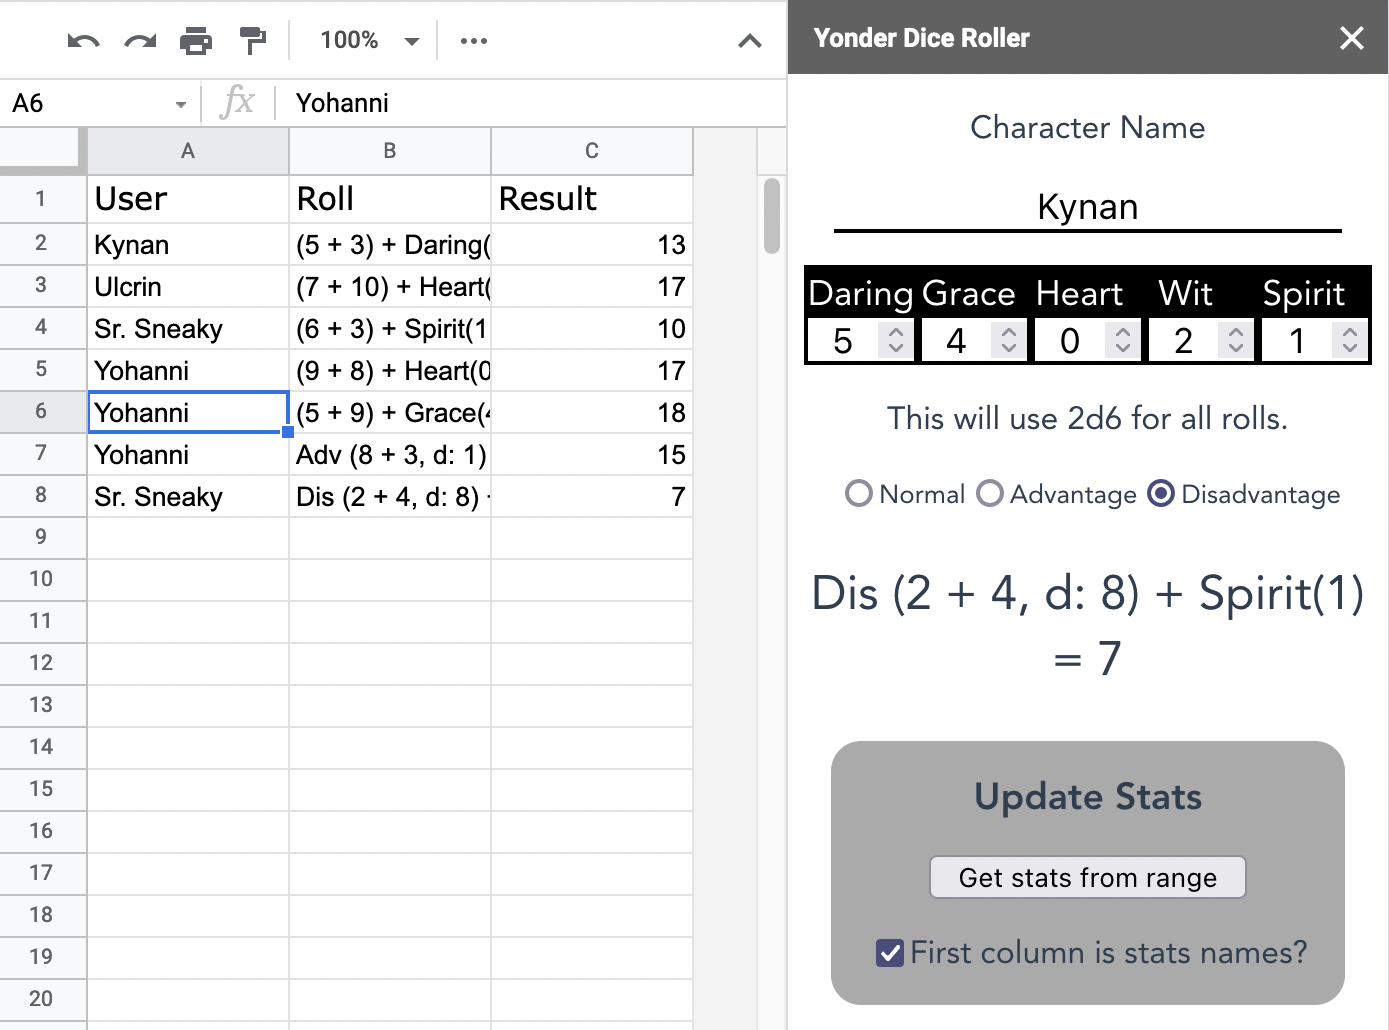 100%
A6
fx
Yohanni
A B C
1 User Roll Result
2 Kynan (5 + 3) + Daring( 13
3 Ulcrin (7 + 10) + Heart( 17
4 Sr. Sneaky (6 + 3) + Spirit(1 10
5 Yohanni (9 + 8) + Heart(0 17
6 Yohanni (5 + 9) + Grace(4 18
7 Yohanni Adv (8 + 3, d: 1) 15
8 Sr. Sneaky Dis (2 + 4, d: 8) + 7
9
10
11
12
13
14
15
16
17
18
19
20
Yonder Dice Roller
Character Name
Kynan
Daring Grace Heart Wit Spirit
5 4 0 2 1
This will use 2d6 for all rolls.
Normal Advantage Disadvantage
Dis (2 + 4, d: 8) + Spirit(1)
= 7
Update Stats
Get stats from range
First column is stats names?